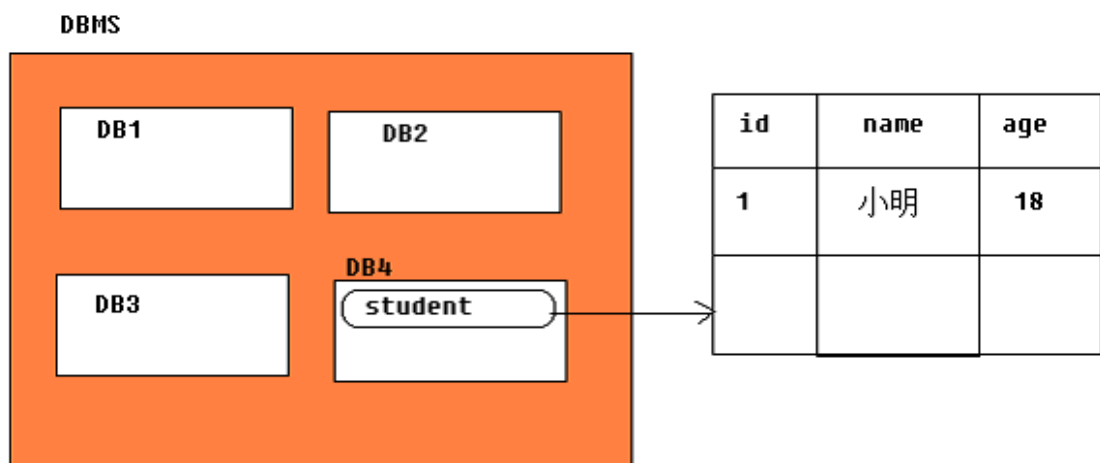 DBMS
DB1
DB2
DB3
DB4
student
id name age
1 小明 18